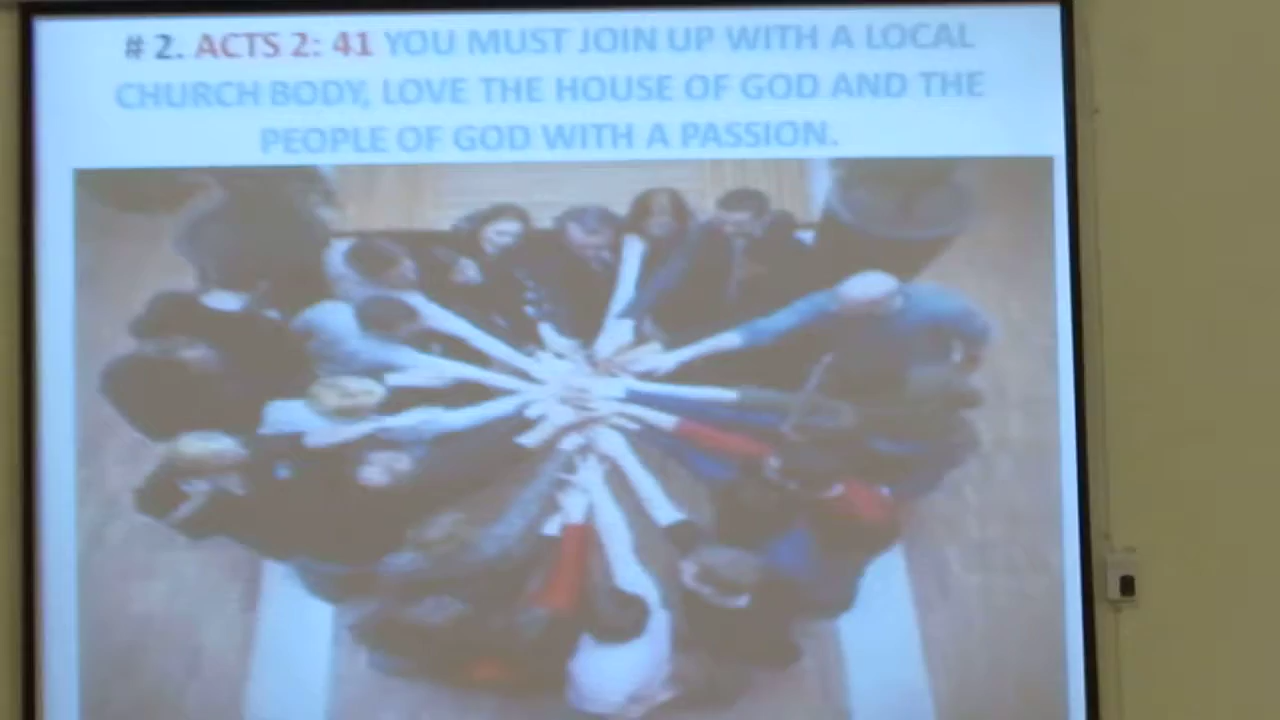 # 2. ACTS 2: 41 YOU MUST JOIN UP WITH A LOCAL
CHURCH BODY, LOVE THE HOUSE OF GOD AND THE
PEOPLE OF GOD WITH A PASSION.